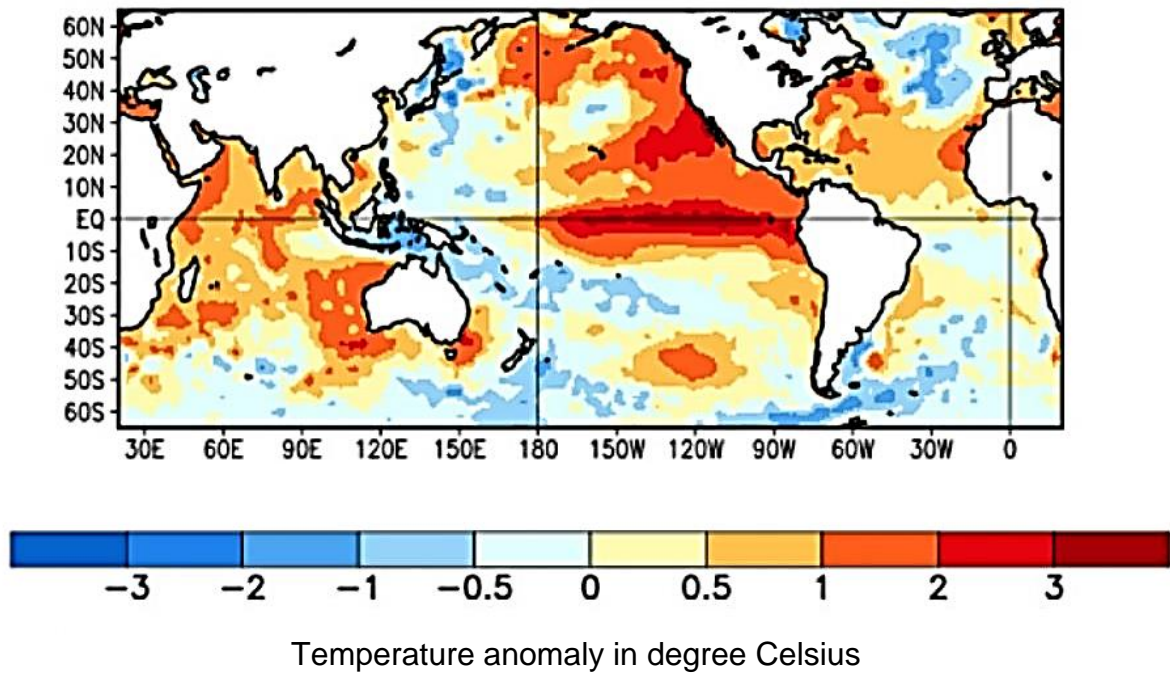 60N
50N
40N
30N
20N
10N
EQ
10S
20S
30S
40S
50S
60S
30E 60E 90E 120E 150E 180 150W 120W 90W 60W 30W 0
-3 -2 -1 -0.5 0 0.5 1 2 3
Temperature anomaly in degree Celsius